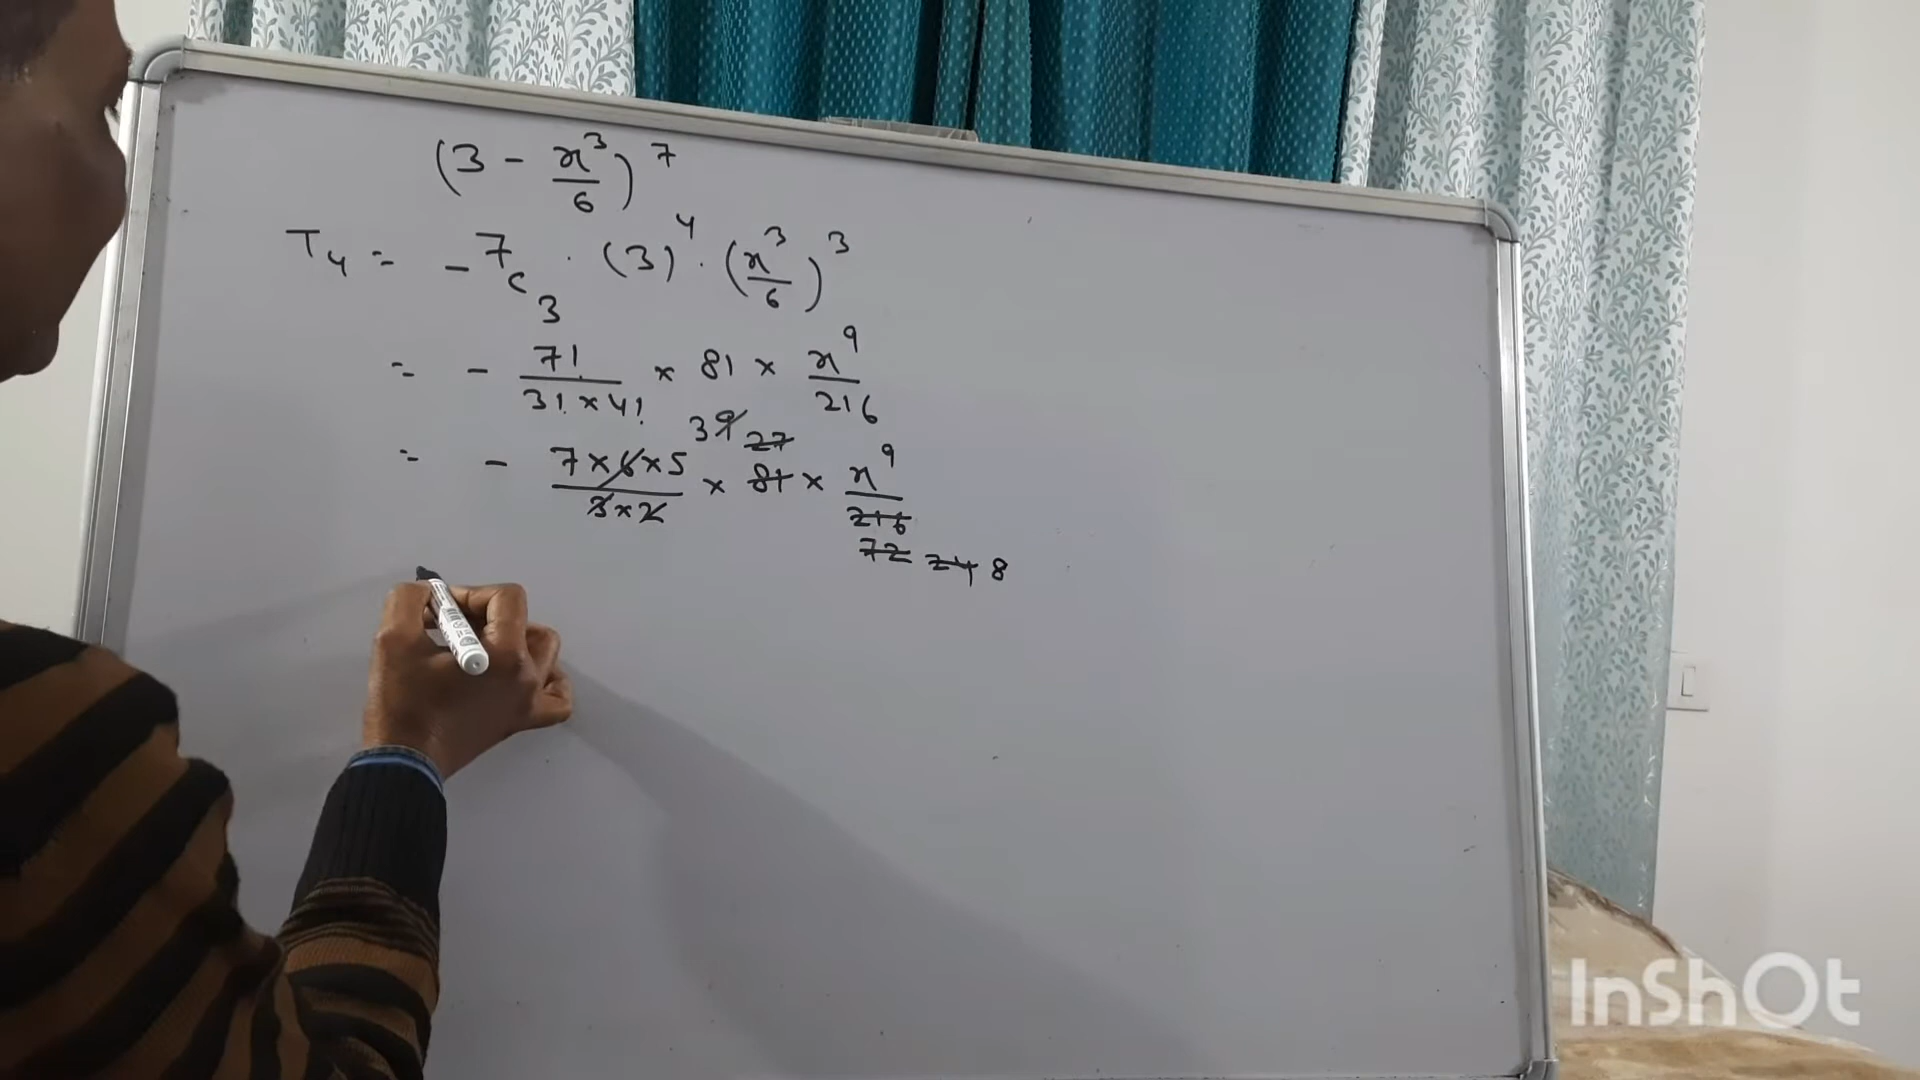 (3 - x³/6)⁷
T₄ = - ⁷C₃ · (3)⁴ · (x³/6)³
= - 7!/3! × 4! × 81 × x⁹/216
3 9 27
= - 7 × 6 × 5/3 × 2 × 81 × x⁹/216
72 24 8
InShOt